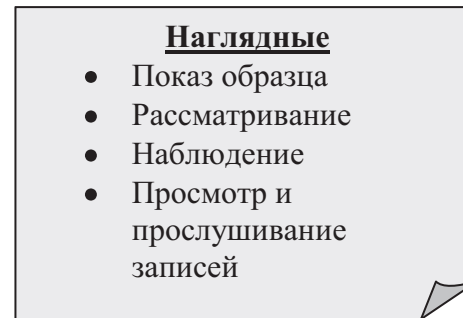 Наглядные
• Показ образца
• Рассматривание
• Наблюдение
• Просмотр и
прослушивание
записей